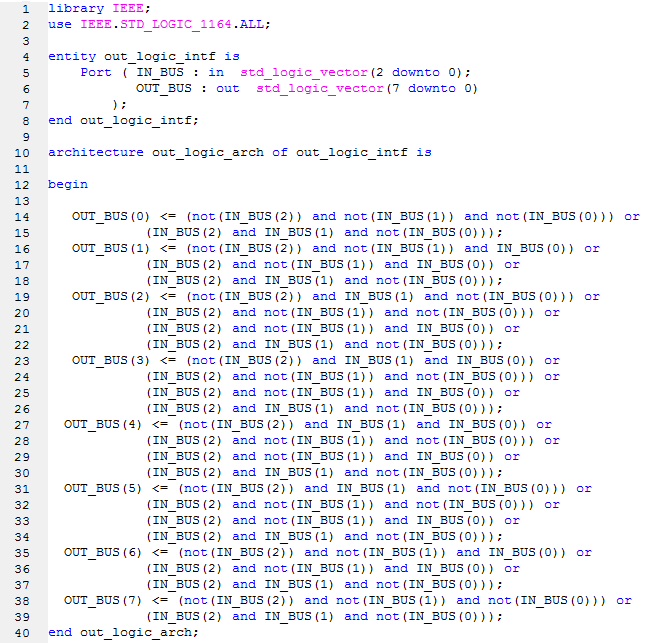 1 library IEEE;
2 use IEEE.STD_LOGIC_1164.ALL;
3
4 entity out_logic_intf is
5 Port ( IN_BUS : in std_logic_vector(2 downto 0);
6 OUT_BUS : out std_logic_vector(7 downto 0)
7 );
8 end out_logic_intf;
9
10 architecture out_logic_arch of out_logic_intf is
11
12 begin
13
14 OUT_BUS(0) <= (not(IN_BUS(2)) and not(IN_BUS(1)) and not(IN_BUS(0))) or
15 (IN_BUS(2) and IN_BUS(1) and not(IN_BUS(0)));
16 OUT_BUS(1) <= (not(IN_BUS(2)) and not(IN_BUS(1)) and IN_BUS(0)) or
17 (IN_BUS(2) and not(IN_BUS(1)) and IN_BUS(0)) or
18 (IN_BUS(2) and IN_BUS(1) and not(IN_BUS(0)));
19 OUT_BUS(2) <= (not(IN_BUS(2)) and IN_BUS(1) and not(IN_BUS(0))) or
20 (IN_BUS(2) and not(IN_BUS(1)) and not(IN_BUS(0))) or
21 (IN_BUS(2) and not(IN_BUS(1)) and IN_BUS(0)) or
22 (IN_BUS(2) and IN_BUS(1) and not(IN_BUS(0)));
23 OUT_BUS(3) <= (not(IN_BUS(2)) and IN_BUS(1) and IN_BUS(0)) or
24 (IN_BUS(2) and not(IN_BUS(1)) and not(IN_BUS(0))) or
25 (IN_BUS(2) and not(IN_BUS(1)) and IN_BUS(0)) or
26 (IN_BUS(2) and IN_BUS(1) and not(IN_BUS(0)));
27 OUT_BUS(4) <= (not(IN_BUS(2)) and IN_BUS(1) and IN_BUS(0)) or
28 (IN_BUS(2) and not(IN_BUS(1)) and not(IN_BUS(0))) or
29 (IN_BUS(2) and not(IN_BUS(1)) and IN_BUS(0)) or
30 (IN_BUS(2) and IN_BUS(1) and not(IN_BUS(0)));
31 OUT_BUS(5) <= (not(IN_BUS(2)) and IN_BUS(1) and not(IN_BUS(0))) or
32 (IN_BUS(2) and not(IN_BUS(1)) and not(IN_BUS(0))) or
33 (IN_BUS(2) and not(IN_BUS(1)) and IN_BUS(0)) or
34 (IN_BUS(2) and IN_BUS(1) and not(IN_BUS(0)));
35 OUT_BUS(6) <= (not(IN_BUS(2)) and not(IN_BUS(1)) and IN_BUS(0)) or
36 (IN_BUS(2) and not(IN_BUS(1)) and IN_BUS(0)) or
37 (IN_BUS(2) and IN_BUS(1) and not(IN_BUS(0)));
38 OUT_BUS(7) <= (not(IN_BUS(2)) and not(IN_BUS(1)) and not(IN_BUS(0))) or
39 (IN_BUS(2) and IN_BUS(1) and not(IN_BUS(0)));
40 end out_logic_arch;